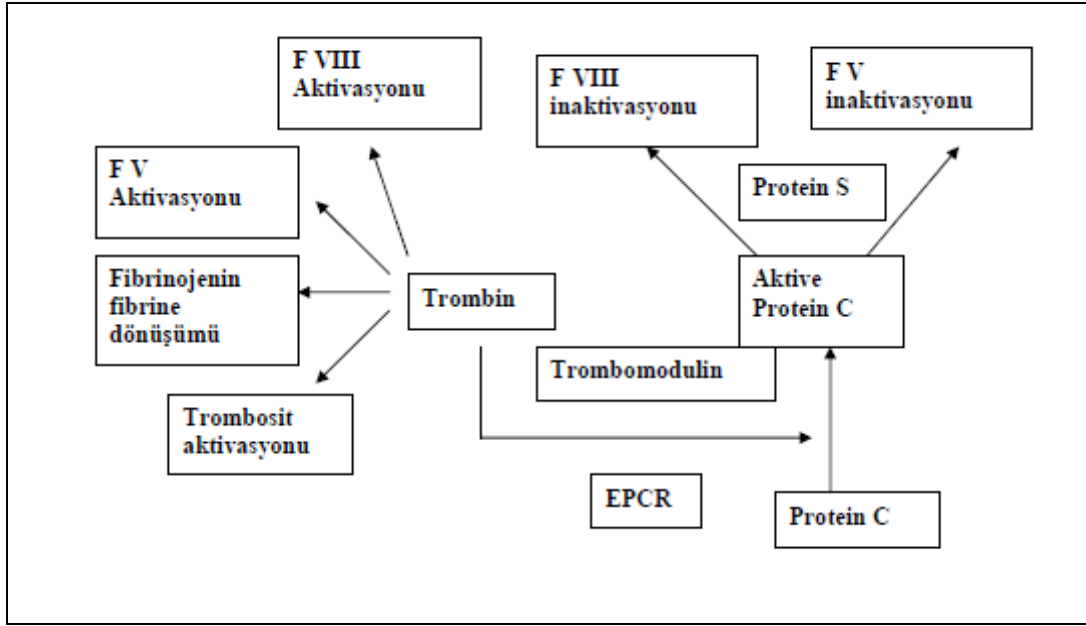 F VIII
Aktivasyonu
F VIII
inaktivasyonu
F V
inaktivasyonu
F V
Aktivasyonu
Protein S
Fibrinojenin
fibrine
dönüşümü
Trombin
Aktive
Protein C
Trombomodulin
Trombosit
aktivasyonu
EPCR
Protein C